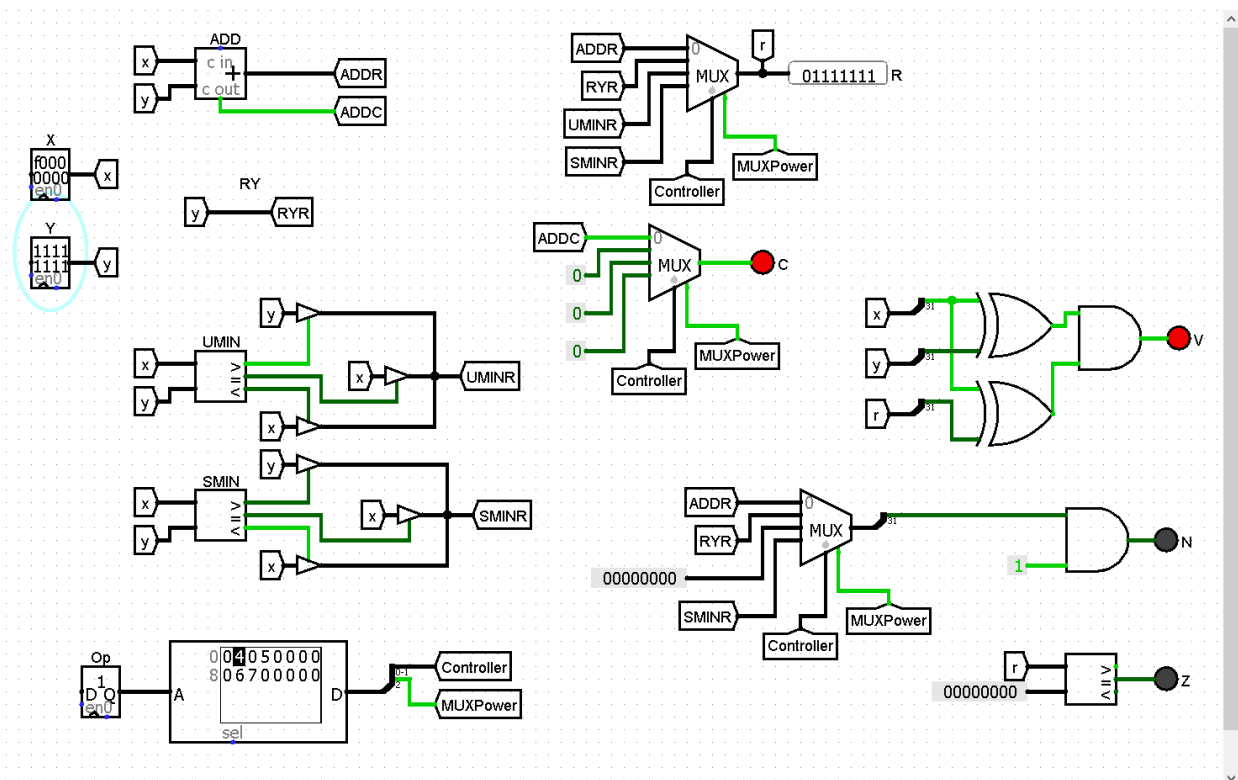 ADD
x
y
c in
+
c out
ADDR
ADDC
X
f000
0000
en0
x
Y
1111
1111
en0
y
RY
y
RYR
ADDR
RYR
UMINR
SMINR
0
MUX
r
01111111
R
MUXPower
Controller
ADDC
0
0
0
0
MUX
C
MUXPower
Controller
UMIN
x
y
>
=
<
y
x
x
UMINR
SMIN
x
y
>
=
<
y
x
x
SMINR
x
31
y
31
r
31
V
ADDR
RYR
00000000
SMINR
0
MUX
31
1
N
MUXPower
Controller
r
00000000
>
=
<
Z
Op
1
D Q
en0
A
0 04050000
8 06700000
D
sel
0-1
2
Controller
MUXPower